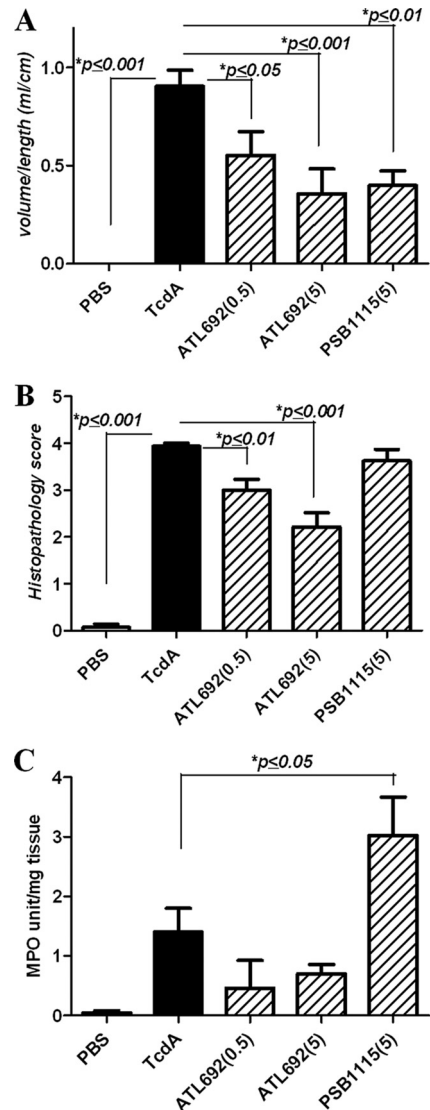 A
*p≤0.01
*p≤0.001
*p≤0.001
*p≤0.05
volume/length (ml/cm)
1.0
0.5
0.0
PBS
TcdA
ATL692(0.5)
ATL692(5)
PSB1115(5)
B
*p≤0.001
*p≤0.001
*p≤0.01
Histopathology score
5
4
3
2
1
0
PBS
TcdA
ATL692(0.5)
ATL692(5)
PSB1115(5)
C
*p≤0.05
MPO unit/mg tissue
4
3
2
1
0
PBS
TcdA
ATL692(0.5)
ATL692(5)
PSB1115(5)